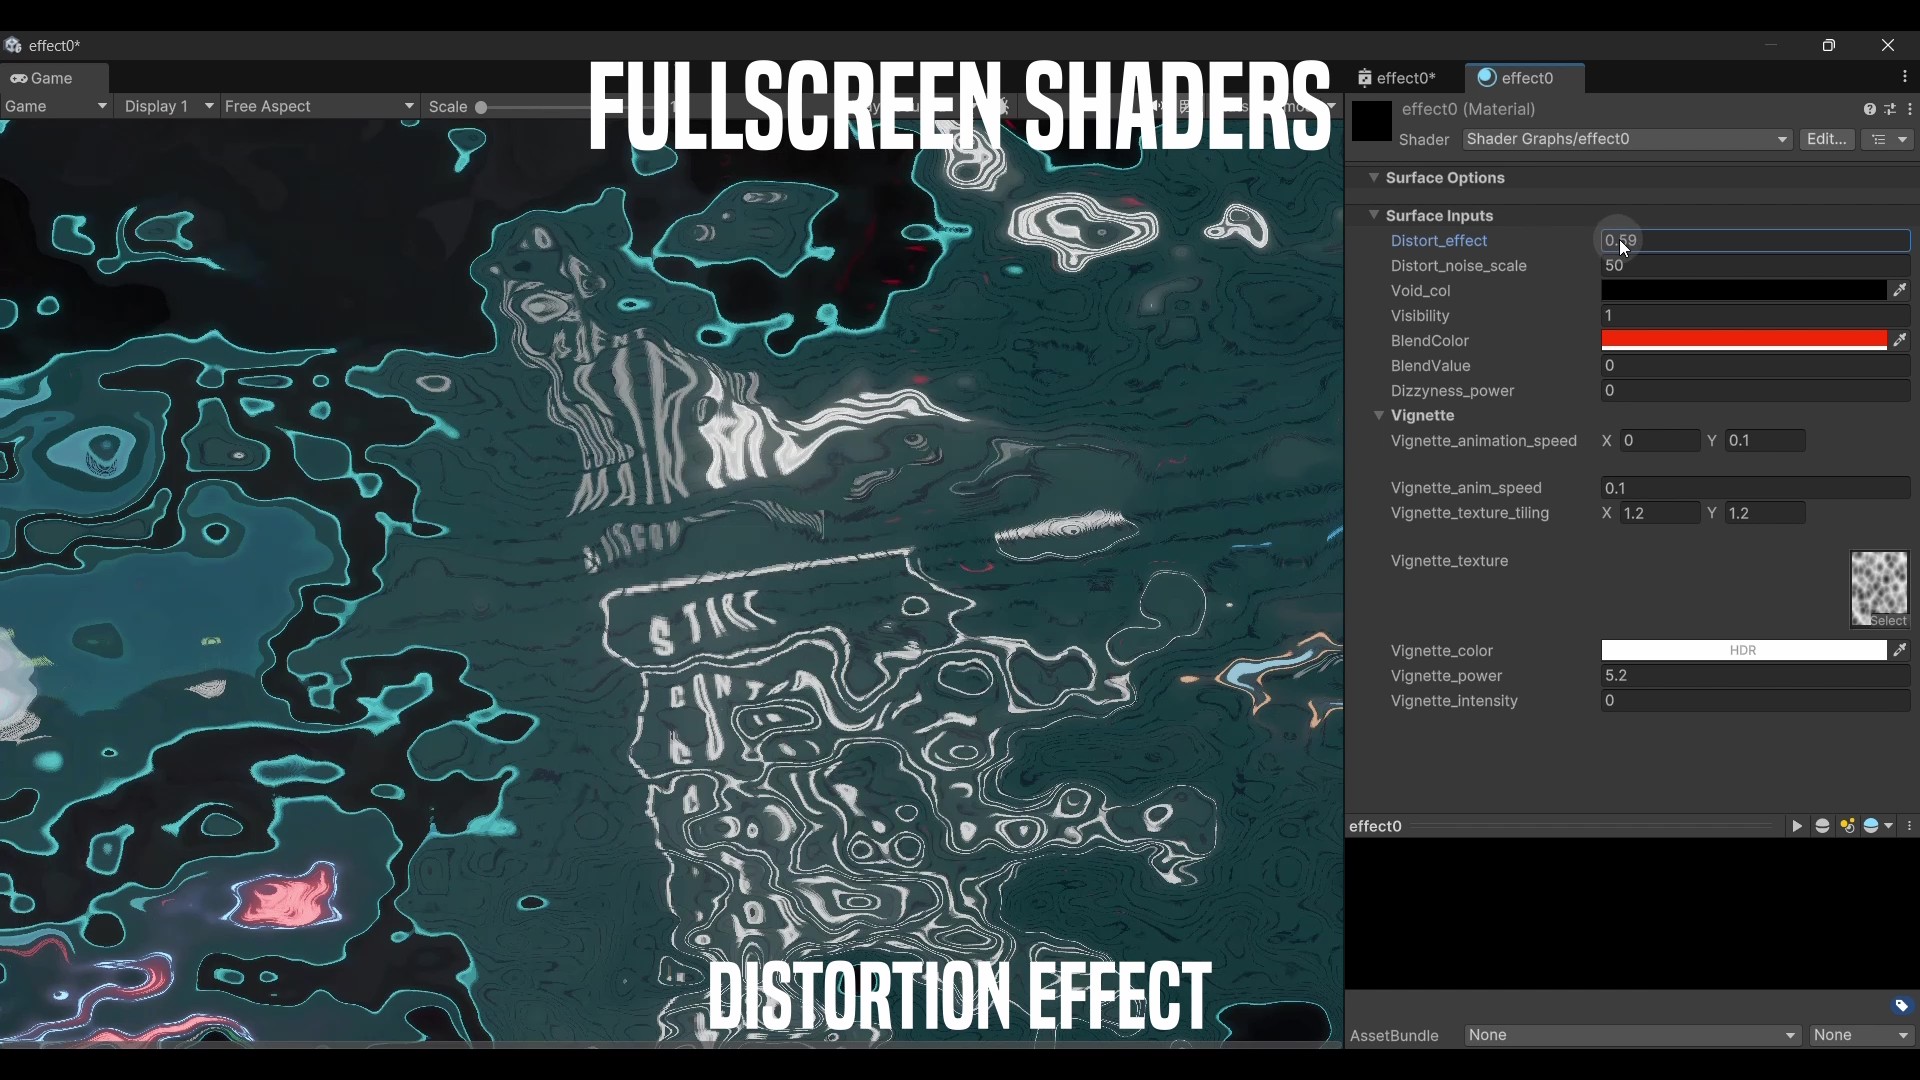 effect0*
Game
Game
Display 1
Free Aspect
Scale
FULLSCREEN SHADERS
effect0*
effect0
effect0 (Material)
Shader
Shader Graphs/effect0
Edit...
Surface Options
Surface Inputs
Distort_effect
0.59
Distort_noise_scale
50
Void_col
Visibility
1
BlendColor
BlendValue
0
Dizzyness_power
0
Vignette
Vignette_animation_speed
X 0
Y 0.1
Vignette_anim_speed
0.1
Vignette_texture_tiling
X 1.2
Y 1.2
Vignette_texture
Select
Vignette_color
HDR
Vignette_power
5.2
Vignette_intensity
0
effect0
DISTORTION EFFECT
AssetBundle
None
None